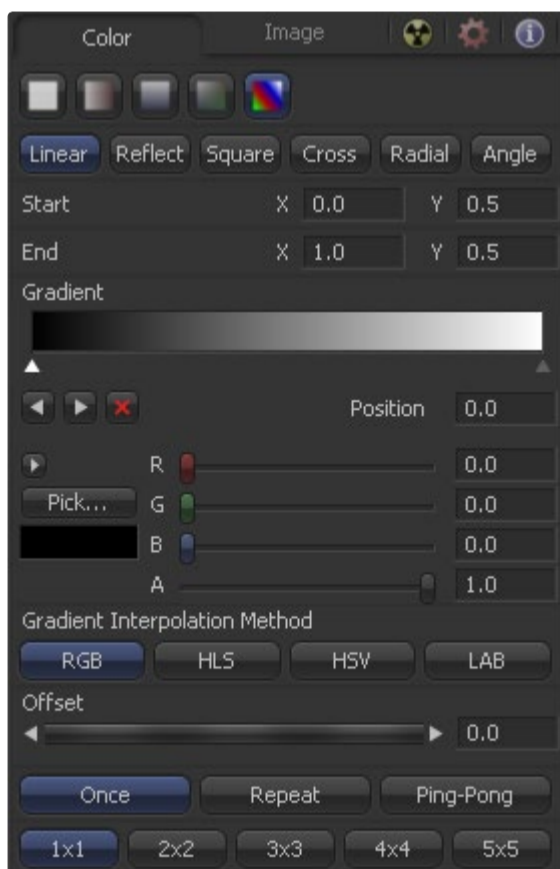 Color Image
Linear Reflect Square Cross Radial Angle
Start X 0.0 Y 0.5
End X 1.0 Y 0.5
Gradient
Position 0.0
R 0.0
Pick... G 0.0
B 0.0
A 1.0
Gradient Interpolation Method
RGB HLS HSV LAB
Offset
0.0
Once Repeat Ping-Pong
1x1 2x2 3x3 4x4 5x5